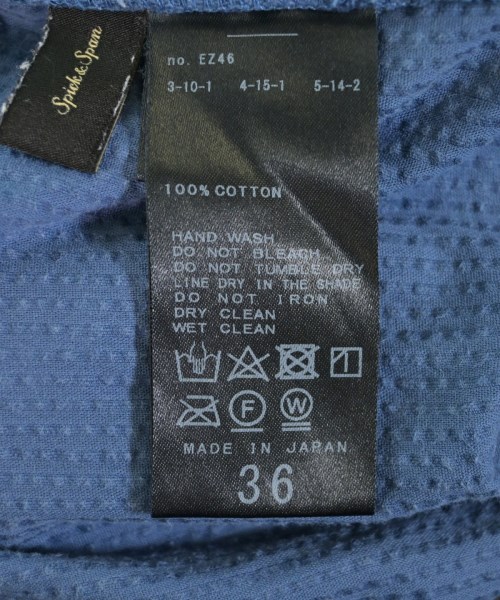 Spick & Span
no. EZ46
3-10-1 4-15-1 5-14-2
100% COTTON
HAND WASH
DO NOT BLEACH
DO NOT TUMBLE DRY
LINE DRY IN THE SHADE
DO NOT IRON
DRY CLEAN
WET CLEAN
F W
MADE IN JAPAN
36